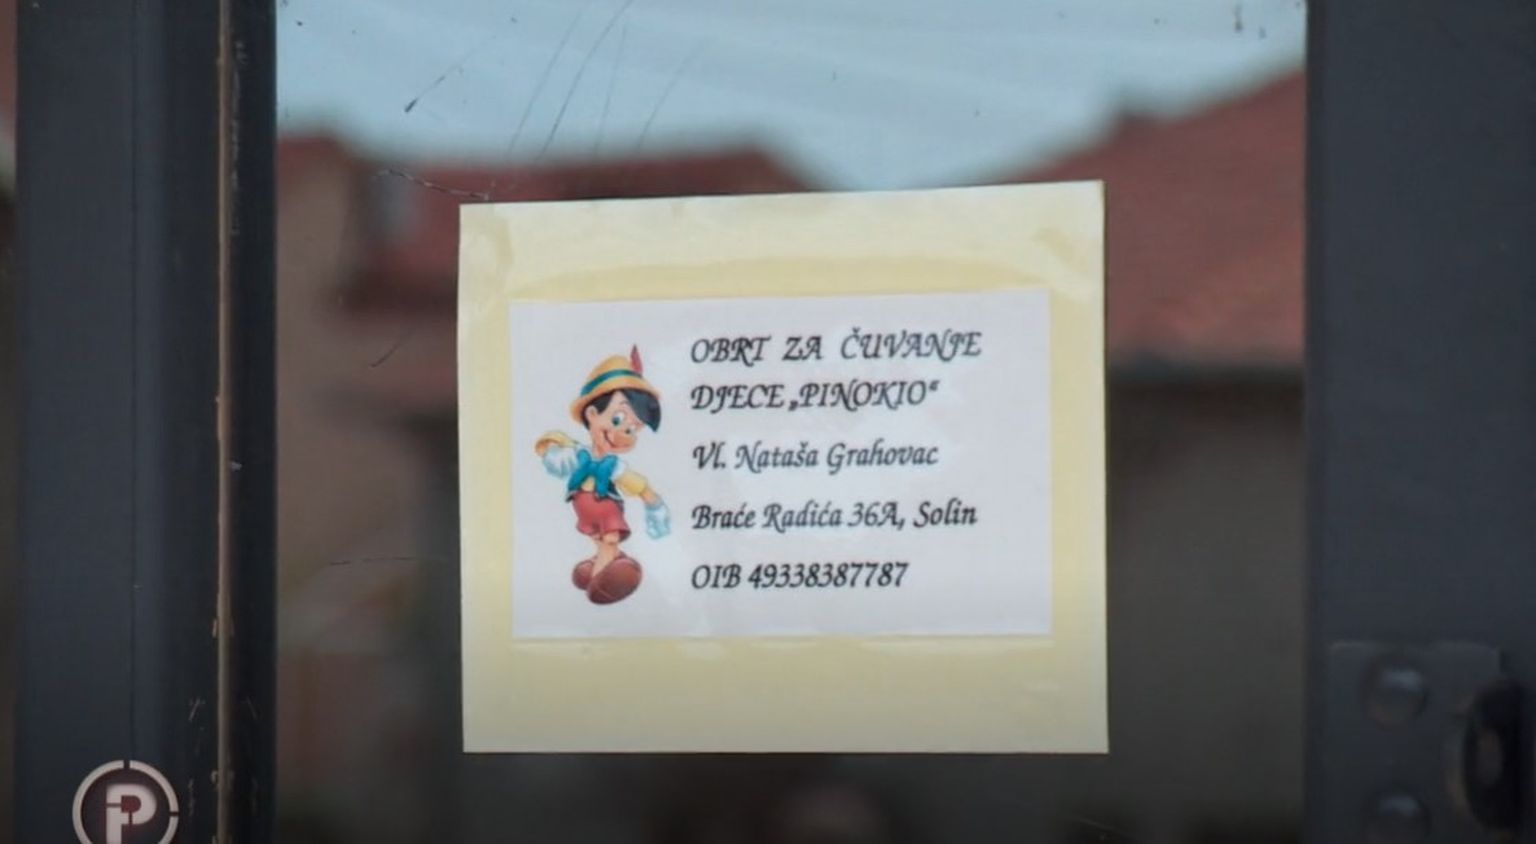 OBRT ZA ČUVANJE
DJECE „PINOKIO“
Vl. Nataša Grahovac
Braće Radića 36A, Solin
OIB 49338387787
P